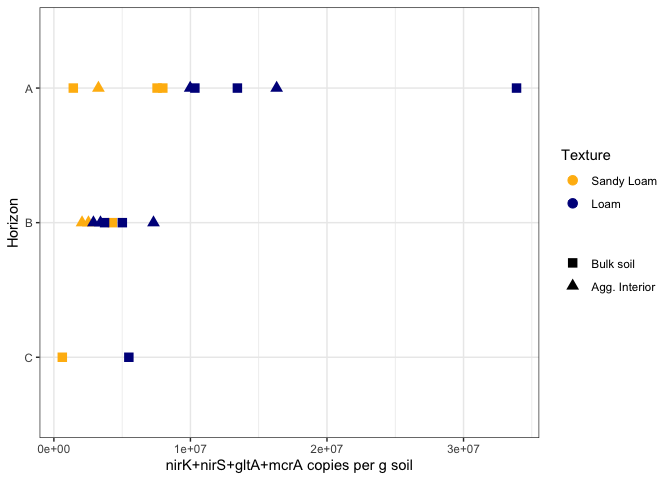 A
B
C
Horizon
0e+00
1e+07
2e+07
3e+07
nirK+nirS+gltA+mcrA copies per g soil
Texture
Sandy Loam
Loam
Bulk soil
Agg. Interior